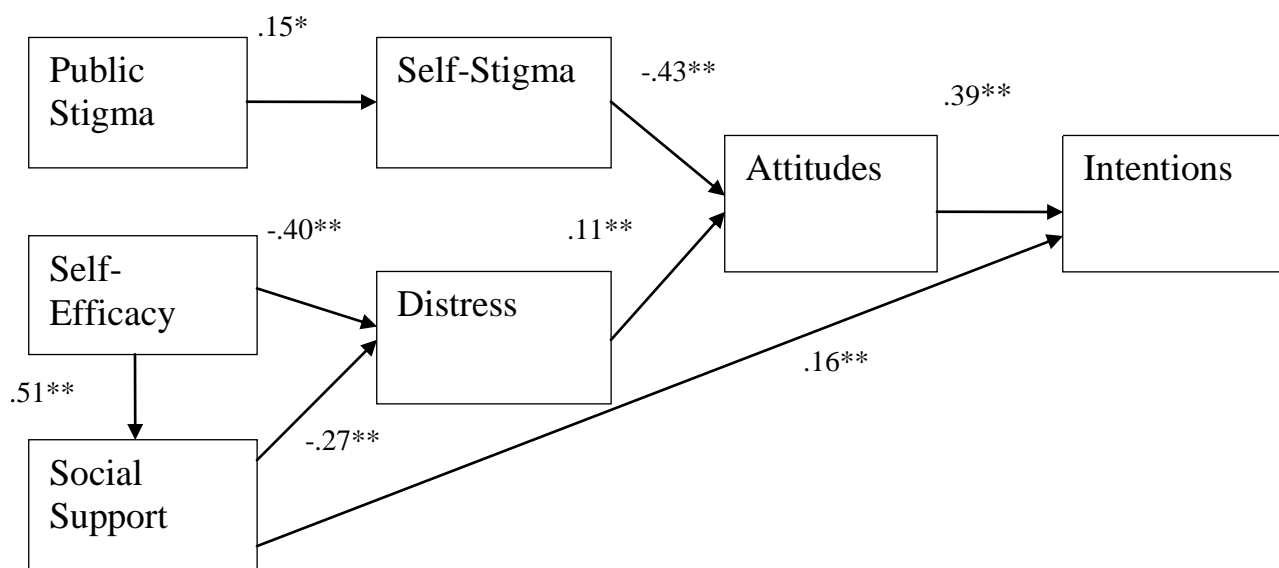 .15*
Public
Stigma
Self-Stigma
-.43**
.39**
Attitudes
Intentions
Self-
Efficacy
-.40**
.11**
Distress
.51**
-.27**
.16**
Social
Support